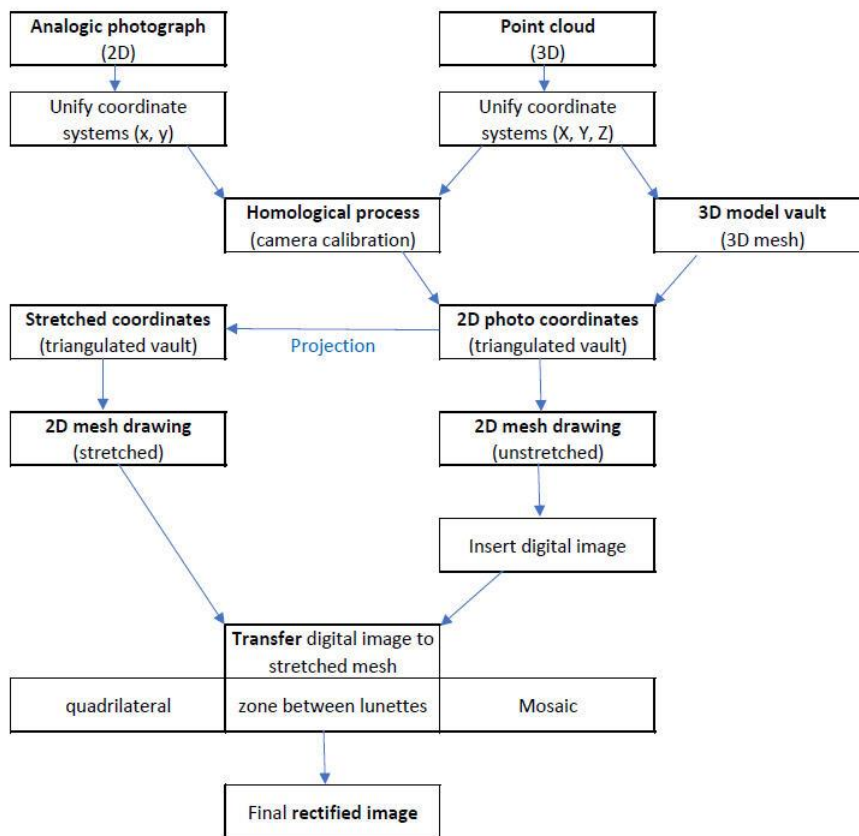 Analogic photograph
(2D)
Point cloud
(3D)
Unify coordinate
systems (x, y)
Unify coordinate
systems (X, Y, Z)
Homological process
(camera calibration)
3D model vault
(3D mesh)
Stretched coordinates
(triangulated vault)
Projection
2D photo coordinates
(triangulated vault)
2D mesh drawing
(stretched)
2D mesh drawing
(unstretched)
Insert digital image
Transfer digital image to
stretched mesh
quadrilateral
zone between lunettes
Mosaic
Final rectified image